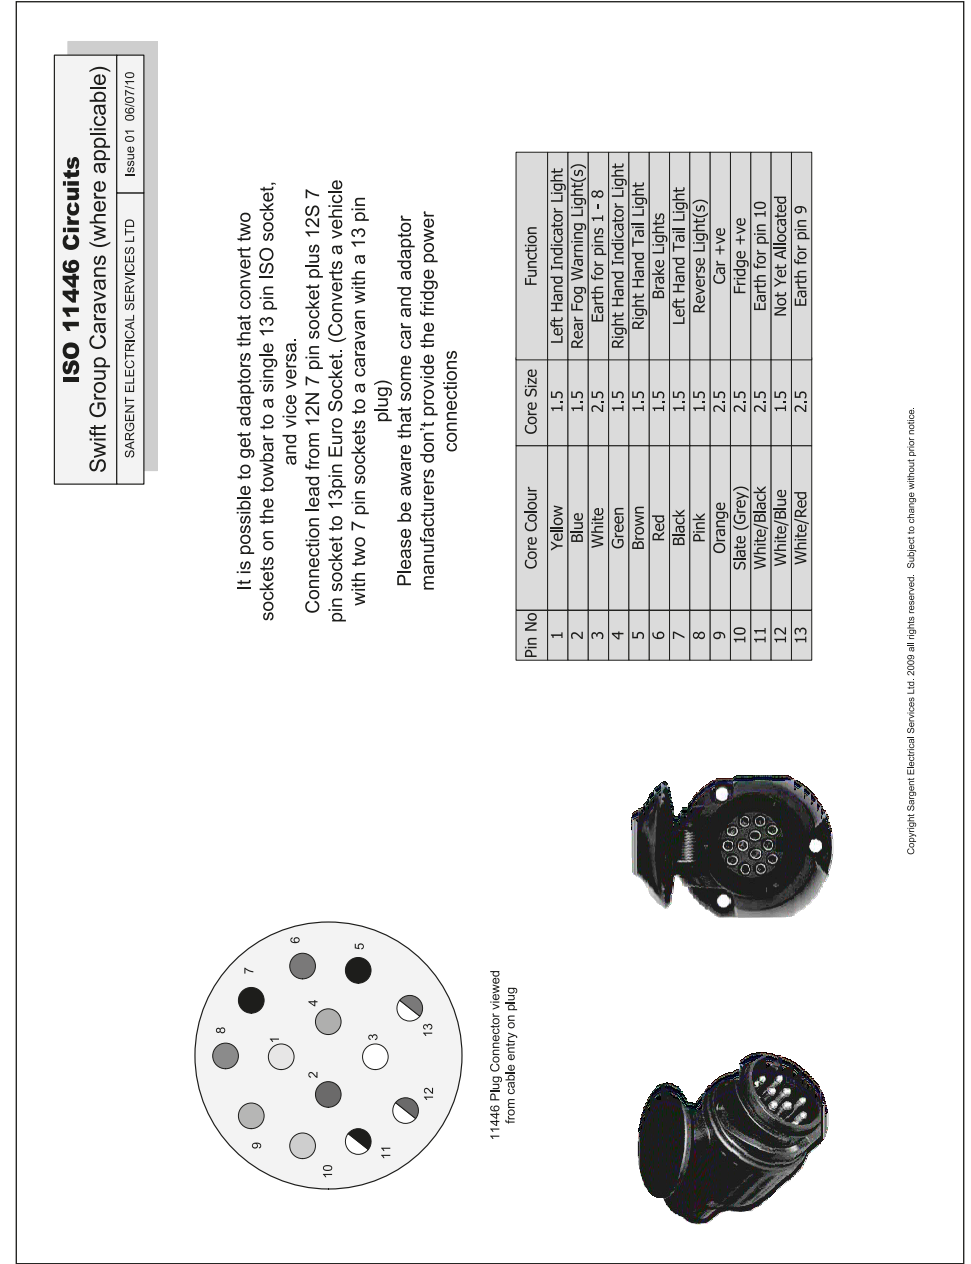 ISO 11446 Circuits
Swift Group Caravans (where applicable)
SARGENT ELECTRICAL SERVICES LTD Issue 01 06/07/10
It is possible to get adaptors that convert two
sockets on the towbar to a single 13 pin ISO socket,
and vice versa.
Connection lead from 12N 7 pin socket plus 12S 7
pin socket to 13pin Euro Socket. (Converts a vehicle
with two 7 pin sockets to a caravan with a 13 pin
plug)
Please be aware that some car and adaptor
manufacturers don't provide the fridge power
connections
8
7
9
1
6
10
2
4
5
11
3
12
13
11446 Plug Connector viewed
from cable entry on plug
Pin No Core Colour Core Size Function
1 Yellow 1.5 Left Hand Indicator Light
2 Blue 1.5 Rear Fog Warning Light(s)
3 White 2.5 Earth for pins 1 - 8
4 Green 1.5 Right Hand Indicator Light
5 Brown 1.5 Right Hand Tail Light
6 Red 1.5 Brake Lights
7 Black 1.5 Left Hand Tail Light
8 Pink 1.5 Reverse Light(s)
9 Orange 2.5 Car +ve
10 Slate (Grey) 2.5 Fridge +ve
11 White/Black 2.5 Earth for pin 10
12 White/Blue 1.5 Not Yet Allocated
13 White/Red 2.5 Earth for pin 9
Copyright Sargent Electrical Services Ltd. 2009 all rights reserved. Subject to change without prior notice.